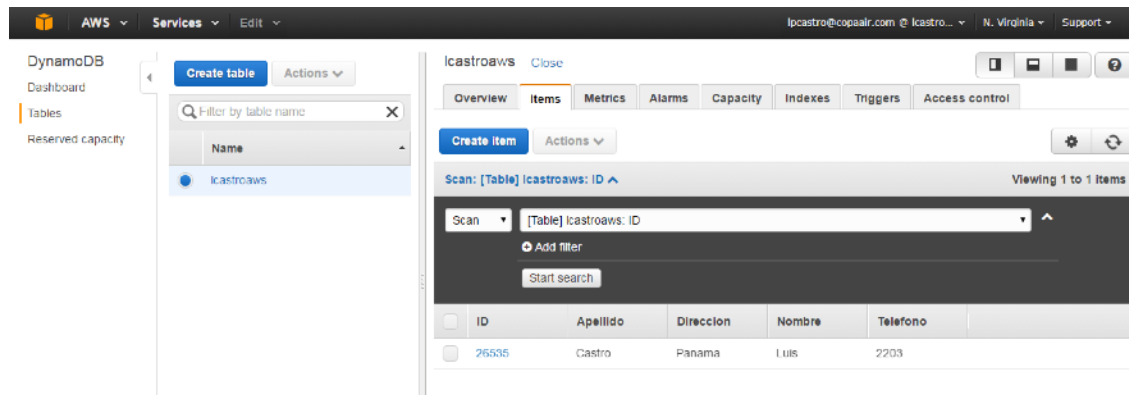 AWS Services Edit lpcastro@copaair.com @ lcastro... N. Virginia Support
DynamoDB
Dashboard
Tables
Reserved capacity
Create table Actions
Filter by table name
Name
lcastroaws
lcastroaws Close
Overview Items Metrics Alarms Capacity Indexes Triggers Access control
Create item Actions
Scan: [Table] lcastroaws: ID Viewing 1 to 1 items
Scan [Table] lcastroaws: ID
Add filter
Start search
ID Apellido Direccion Nombre Telefono
26535 Castro Panama Luis 2203